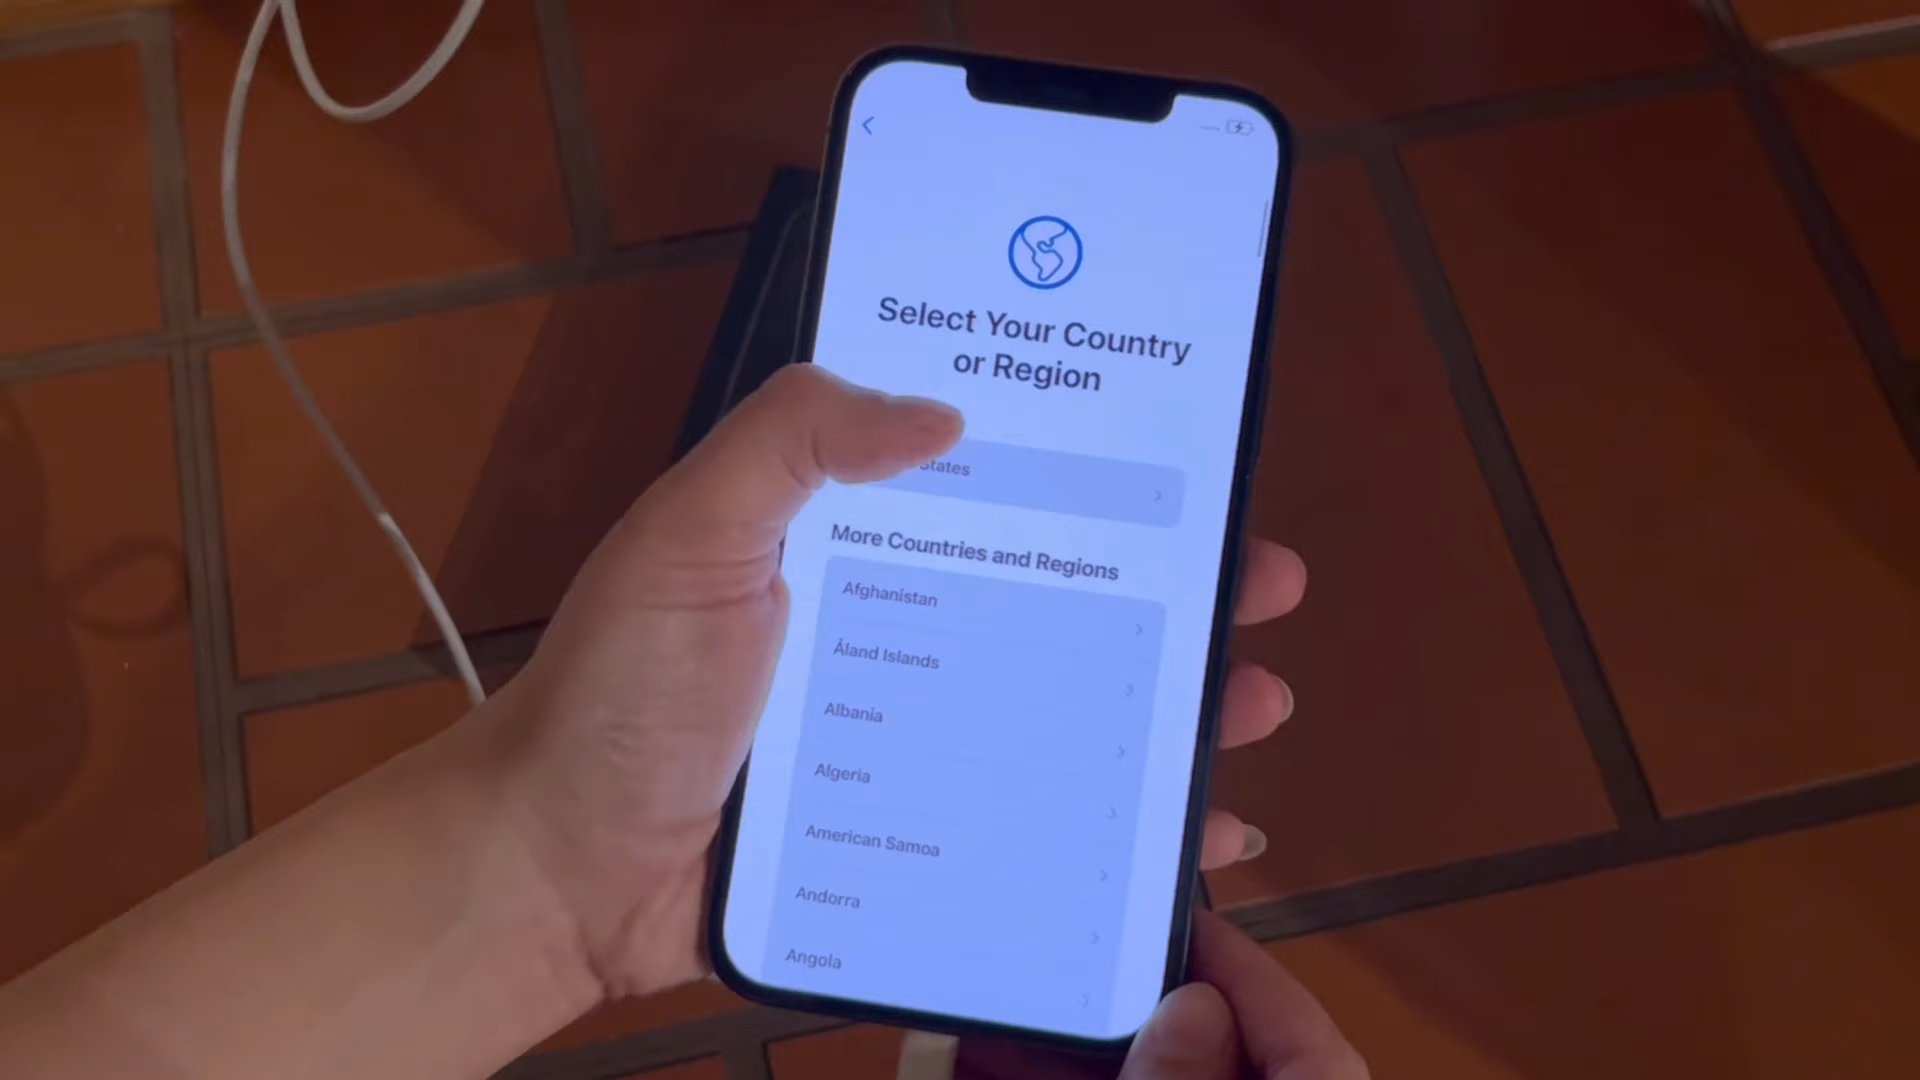 Select Your Country
or Region
States
More Countries and Regions
Afghanistan
Åland Islands
Albania
Algeria
American Samoa
Andorra
Angola